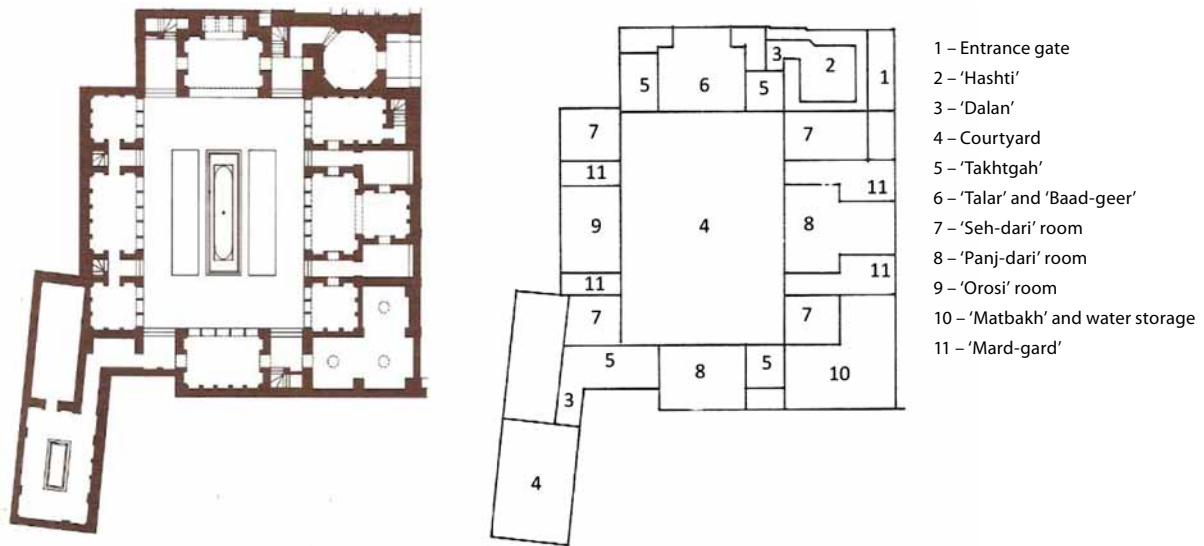 1 – Entrance gate
2 – ‘Hashti’
3 – ‘Dalan’
4 – Courtyard
5 – ‘Takhtgah’
6 – ‘Talar’ and ‘Baad-geer’
7 – ‘Seh-dari’ room
8 – ‘Panj-dari’ room
9 – ‘Orosi’ room
10 – ‘Matbakh’ and water storage
11 – ‘Mard-gard’
3 2 1
5 6 5
7 7
11 11
9 4 8
11 11
7 7
5 8 5 10
3
4